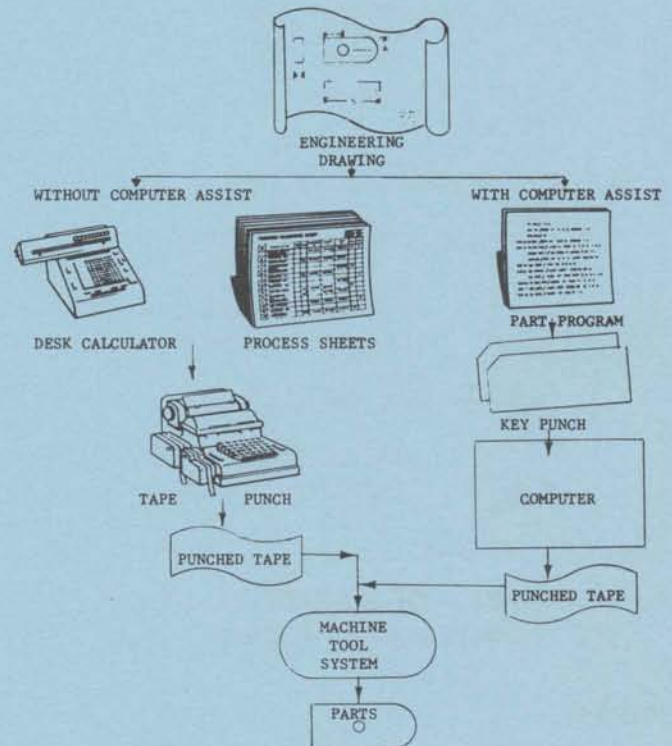 ENGINEERING
DRAWING
WITHOUT COMPUTER ASSIST
WITH COMPUTER ASSIST
DESK CALCULATOR
PROCESS SHEETS
PART PROGRAM
KEY PUNCH
TAPE PUNCH
COMPUTER
PUNCHED TAPE
PUNCHED TAPE
MACHINE
TOOL
SYSTEM
PARTS